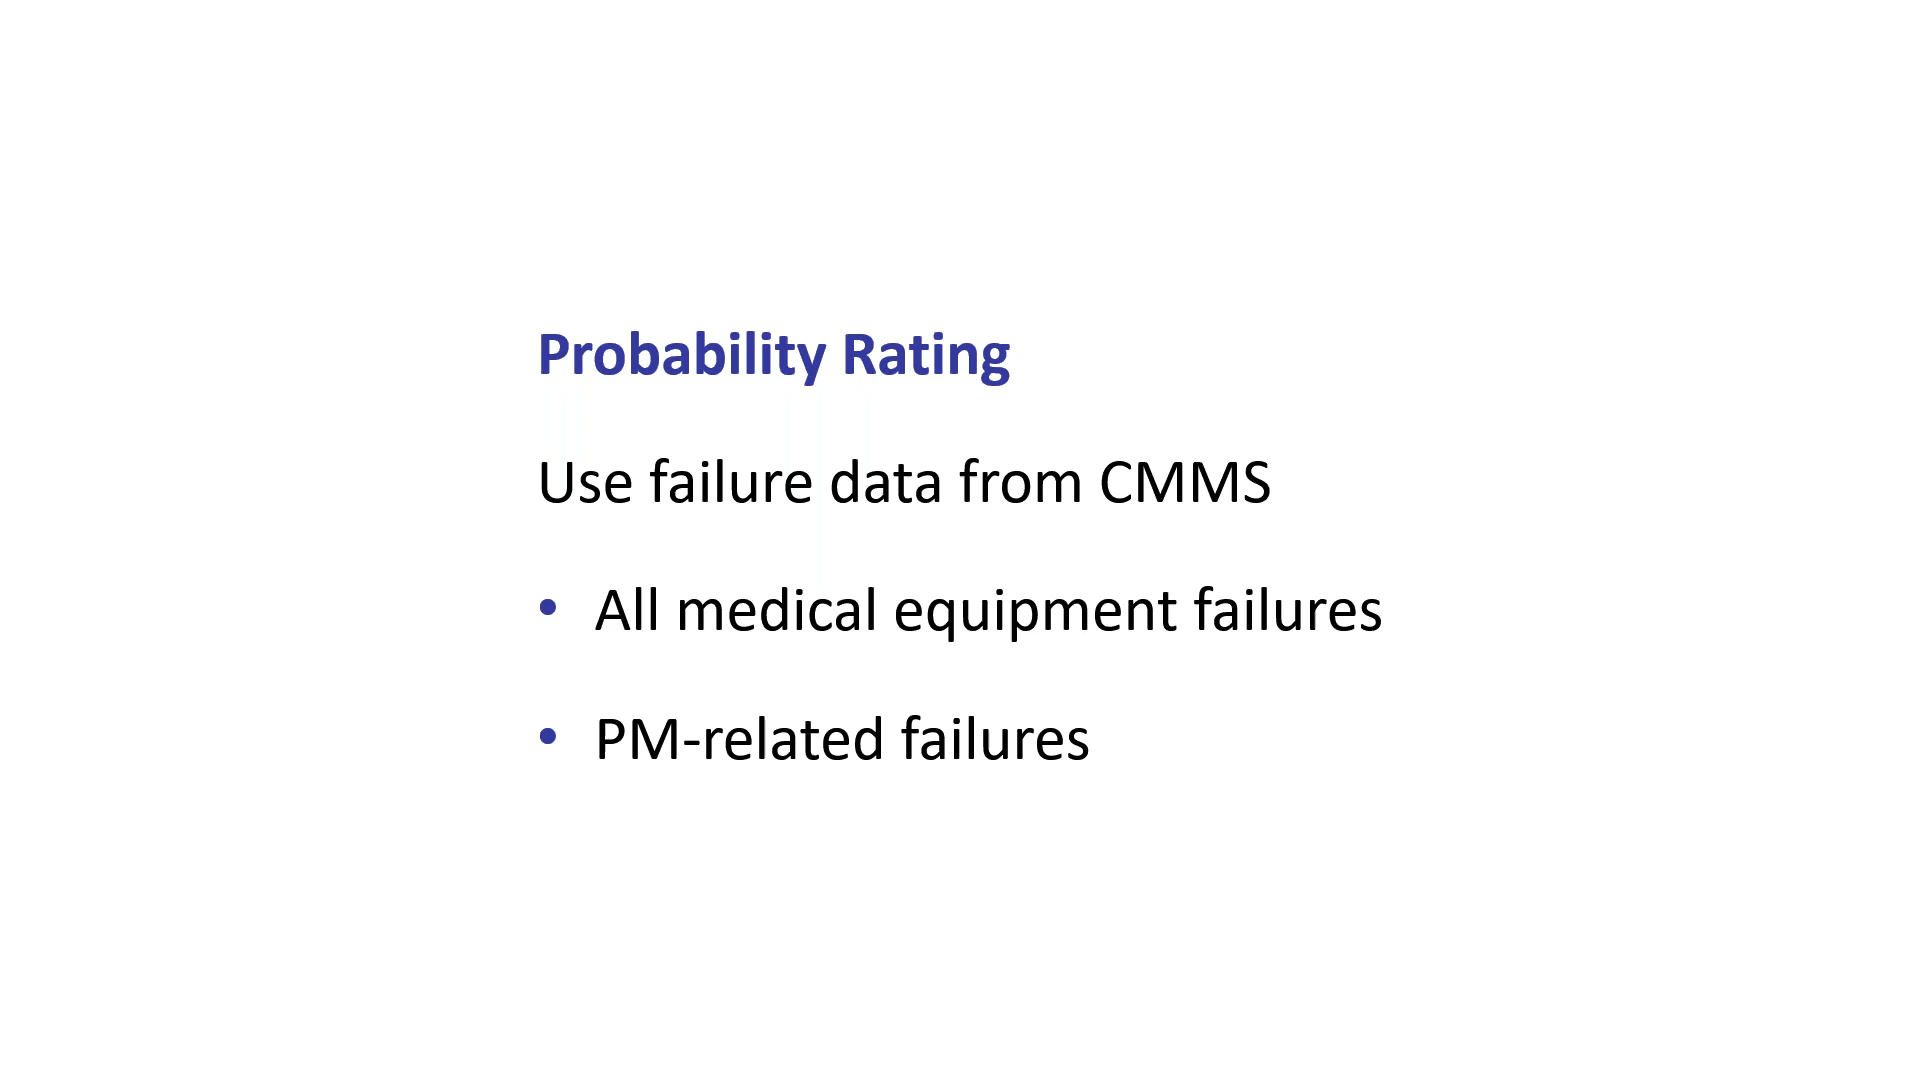 Probability Rating
Use failure data from CMMS
• All medical equipment failures
• PM-related failures